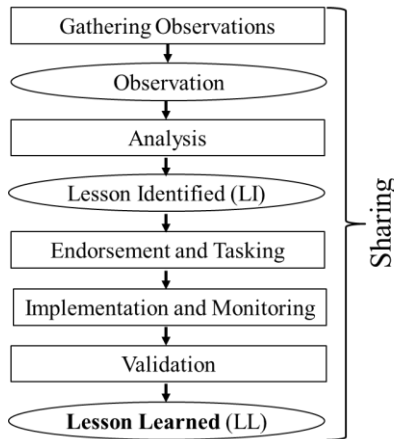 Gathering Observations
Observation
Analysis
Lesson Identified (LI)
Endorsement and Tasking
Implementation and Monitoring
Validation
Lesson Learned (LL)
Sharing